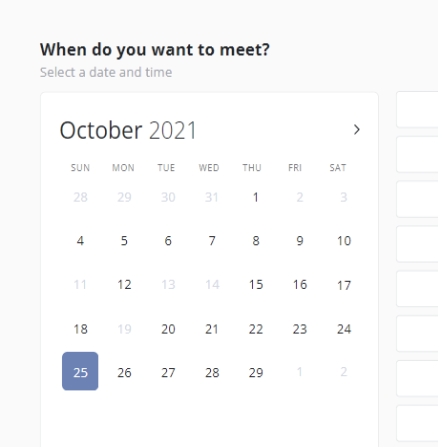 When do you want to meet?
Select a date and time
October 2021
SUN MON TUE WED THU FRI SAT
28 29 30 31 1 2 3
4 5 6 7 8 9 10
11 12 13 14 15 16 17
18 19 20 21 22 23 24
25 26 27 28 29 1 2